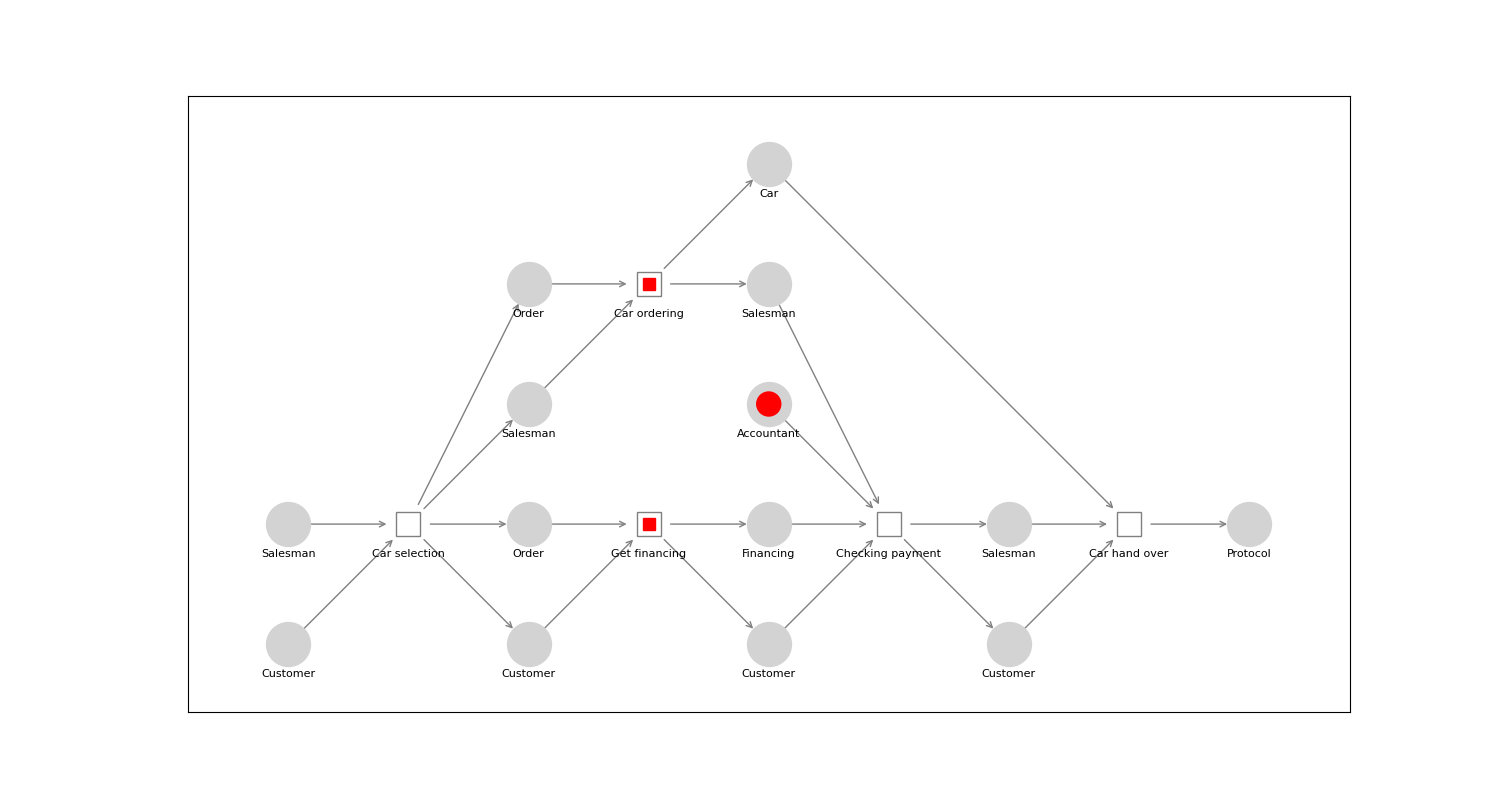 Car
Order
Car ordering
Salesman
Salesman
Accountant
Salesman
Car selection
Order
Get financing
Financing
Checking payment
Salesman
Car hand over
Protocol
Customer
Customer
Customer
Customer